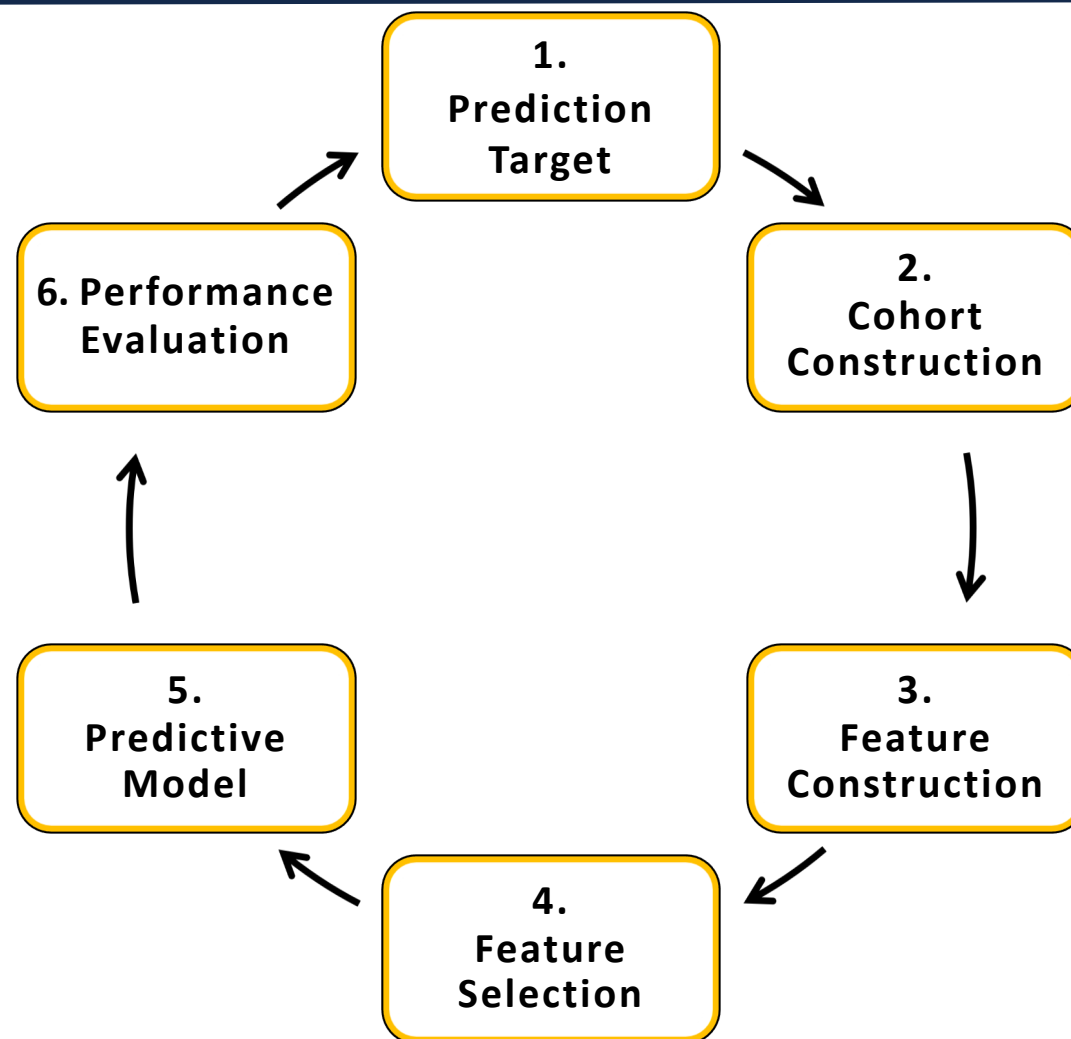 1.
Prediction
Target
2.
Cohort
Construction
3.
Feature
Construction
4.
Feature
Selection
5.
Predictive
Model
6. Performance
Evaluation